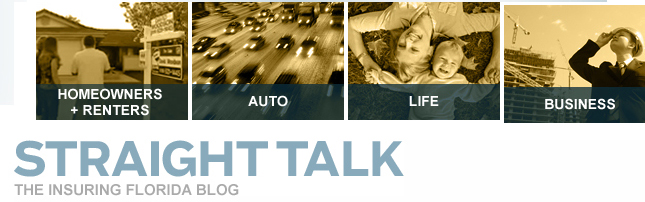 HOMEOWNERS
+ RENTERS
AUTO
LIFE
BUSINESS
STRAIGHT TALK
THE INSURING FLORIDA BLOG